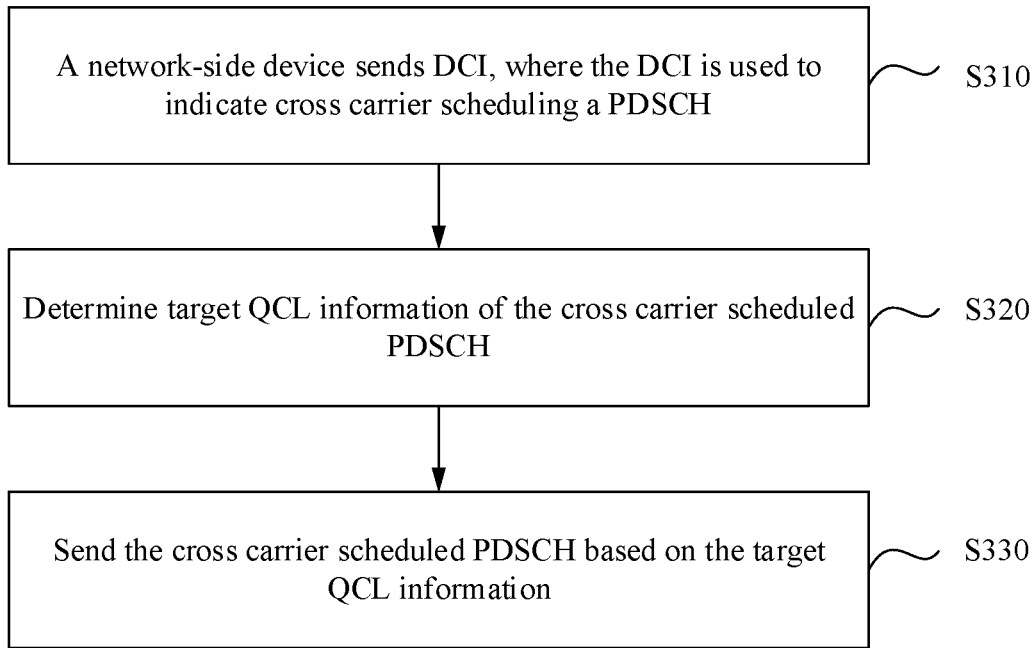 A network-side device sends DCI, where the DCI is used to
indicate cross carrier scheduling a PDSCH
S310
Determine target QCL information of the cross carrier scheduled
PDSCH
S320
Send the cross carrier scheduled PDSCH based on the target
QCL information
S330